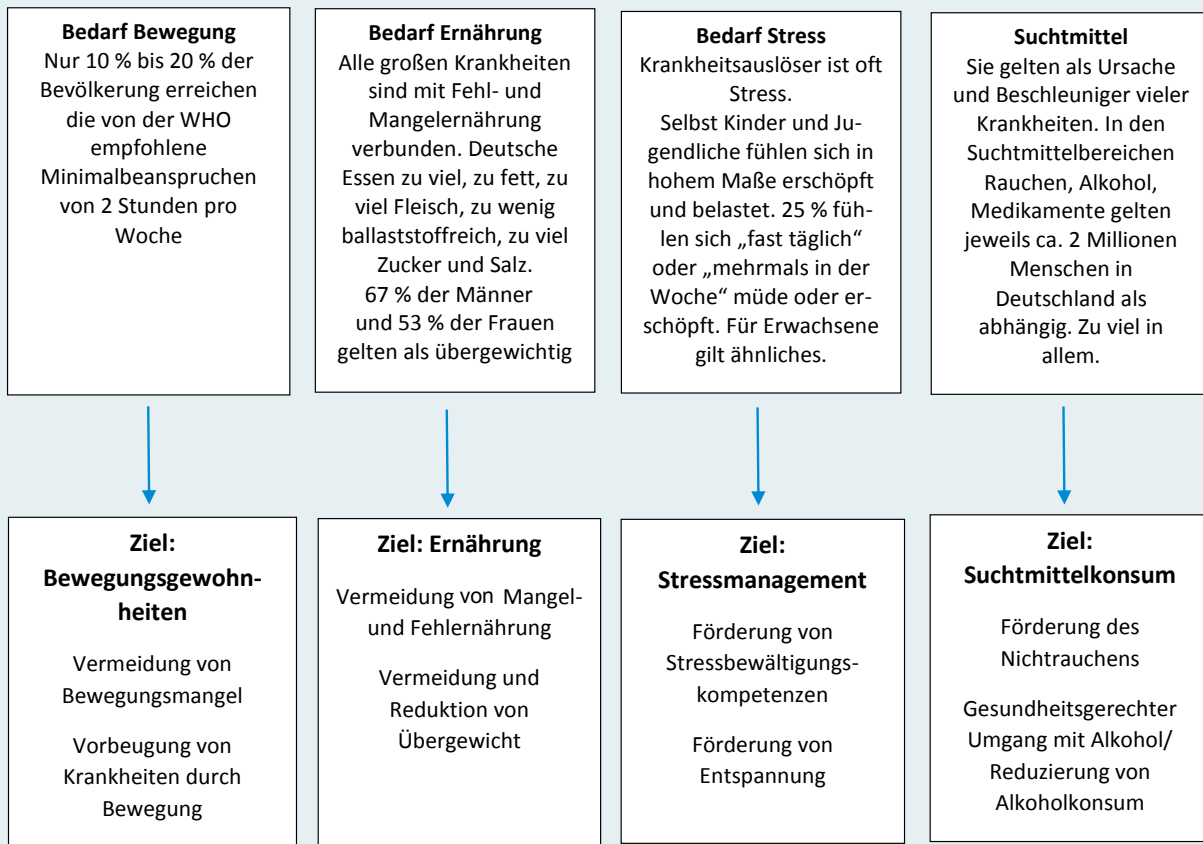 Bedarf Bewegung
Nur 10 % bis 20 % der
Bevölkerung erreichen
die von der WHO
empfohlene
Minimalbeanspruchen
von 2 Stunden pro
Woche
Bedarf Ernährung
Alle großen Krankheiten
sind mit Fehl- und
Mangelernährung
verbunden. Deutsche
Essen zu viel, zu fett, zu
viel Fleisch, zu wenig
ballaststoffreich, zu viel
Zucker und Salz.
67 % der Männer
und 53 % der Frauen
gelten als übergewichtig
Bedarf Stress
Krankheitsauslöser ist oft
Stress.
Selbst Kinder und Ju-
gendliche fühlen sich in
hohem Maße erschöpft
und belastet. 25 % füh-
len sich „fast täglich“
oder „mehrmals in der
Woche“ müde oder er-
schöpft. Für Erwachsene
gilt ähnliches.
Suchtmittel
Sie gelten als Ursache
und Beschleuniger vieler
Krankheiten. In den
Suchtmittelbereichen
Rauchen, Alkohol,
Medikamente gelten
jeweils ca. 2 Millionen
Menschen in
Deutschland als
abhängig. Zu viel in
allem.
Ziel:
Bewegungsgewohn-
heiten
Vermeidung von
Bewegungsmangel
Vorbeugung von
Krankheiten durch
Bewegung
Ziel: Ernährung
Vermeidung von Mangel-
und Fehlernährung
Vermeidung und
Reduktion von
Übergewicht
Ziel:
Stressmanagement
Förderung von
Stressbewältigungs-
kompetenzen
Förderung von
Entspannung
Ziel:
Suchtmittelkonsum
Förderung des
Nichtrauchens
Gesundheitsgerechter
Umgang mit Alkohol/
Reduzierung von
Alkoholkonsum